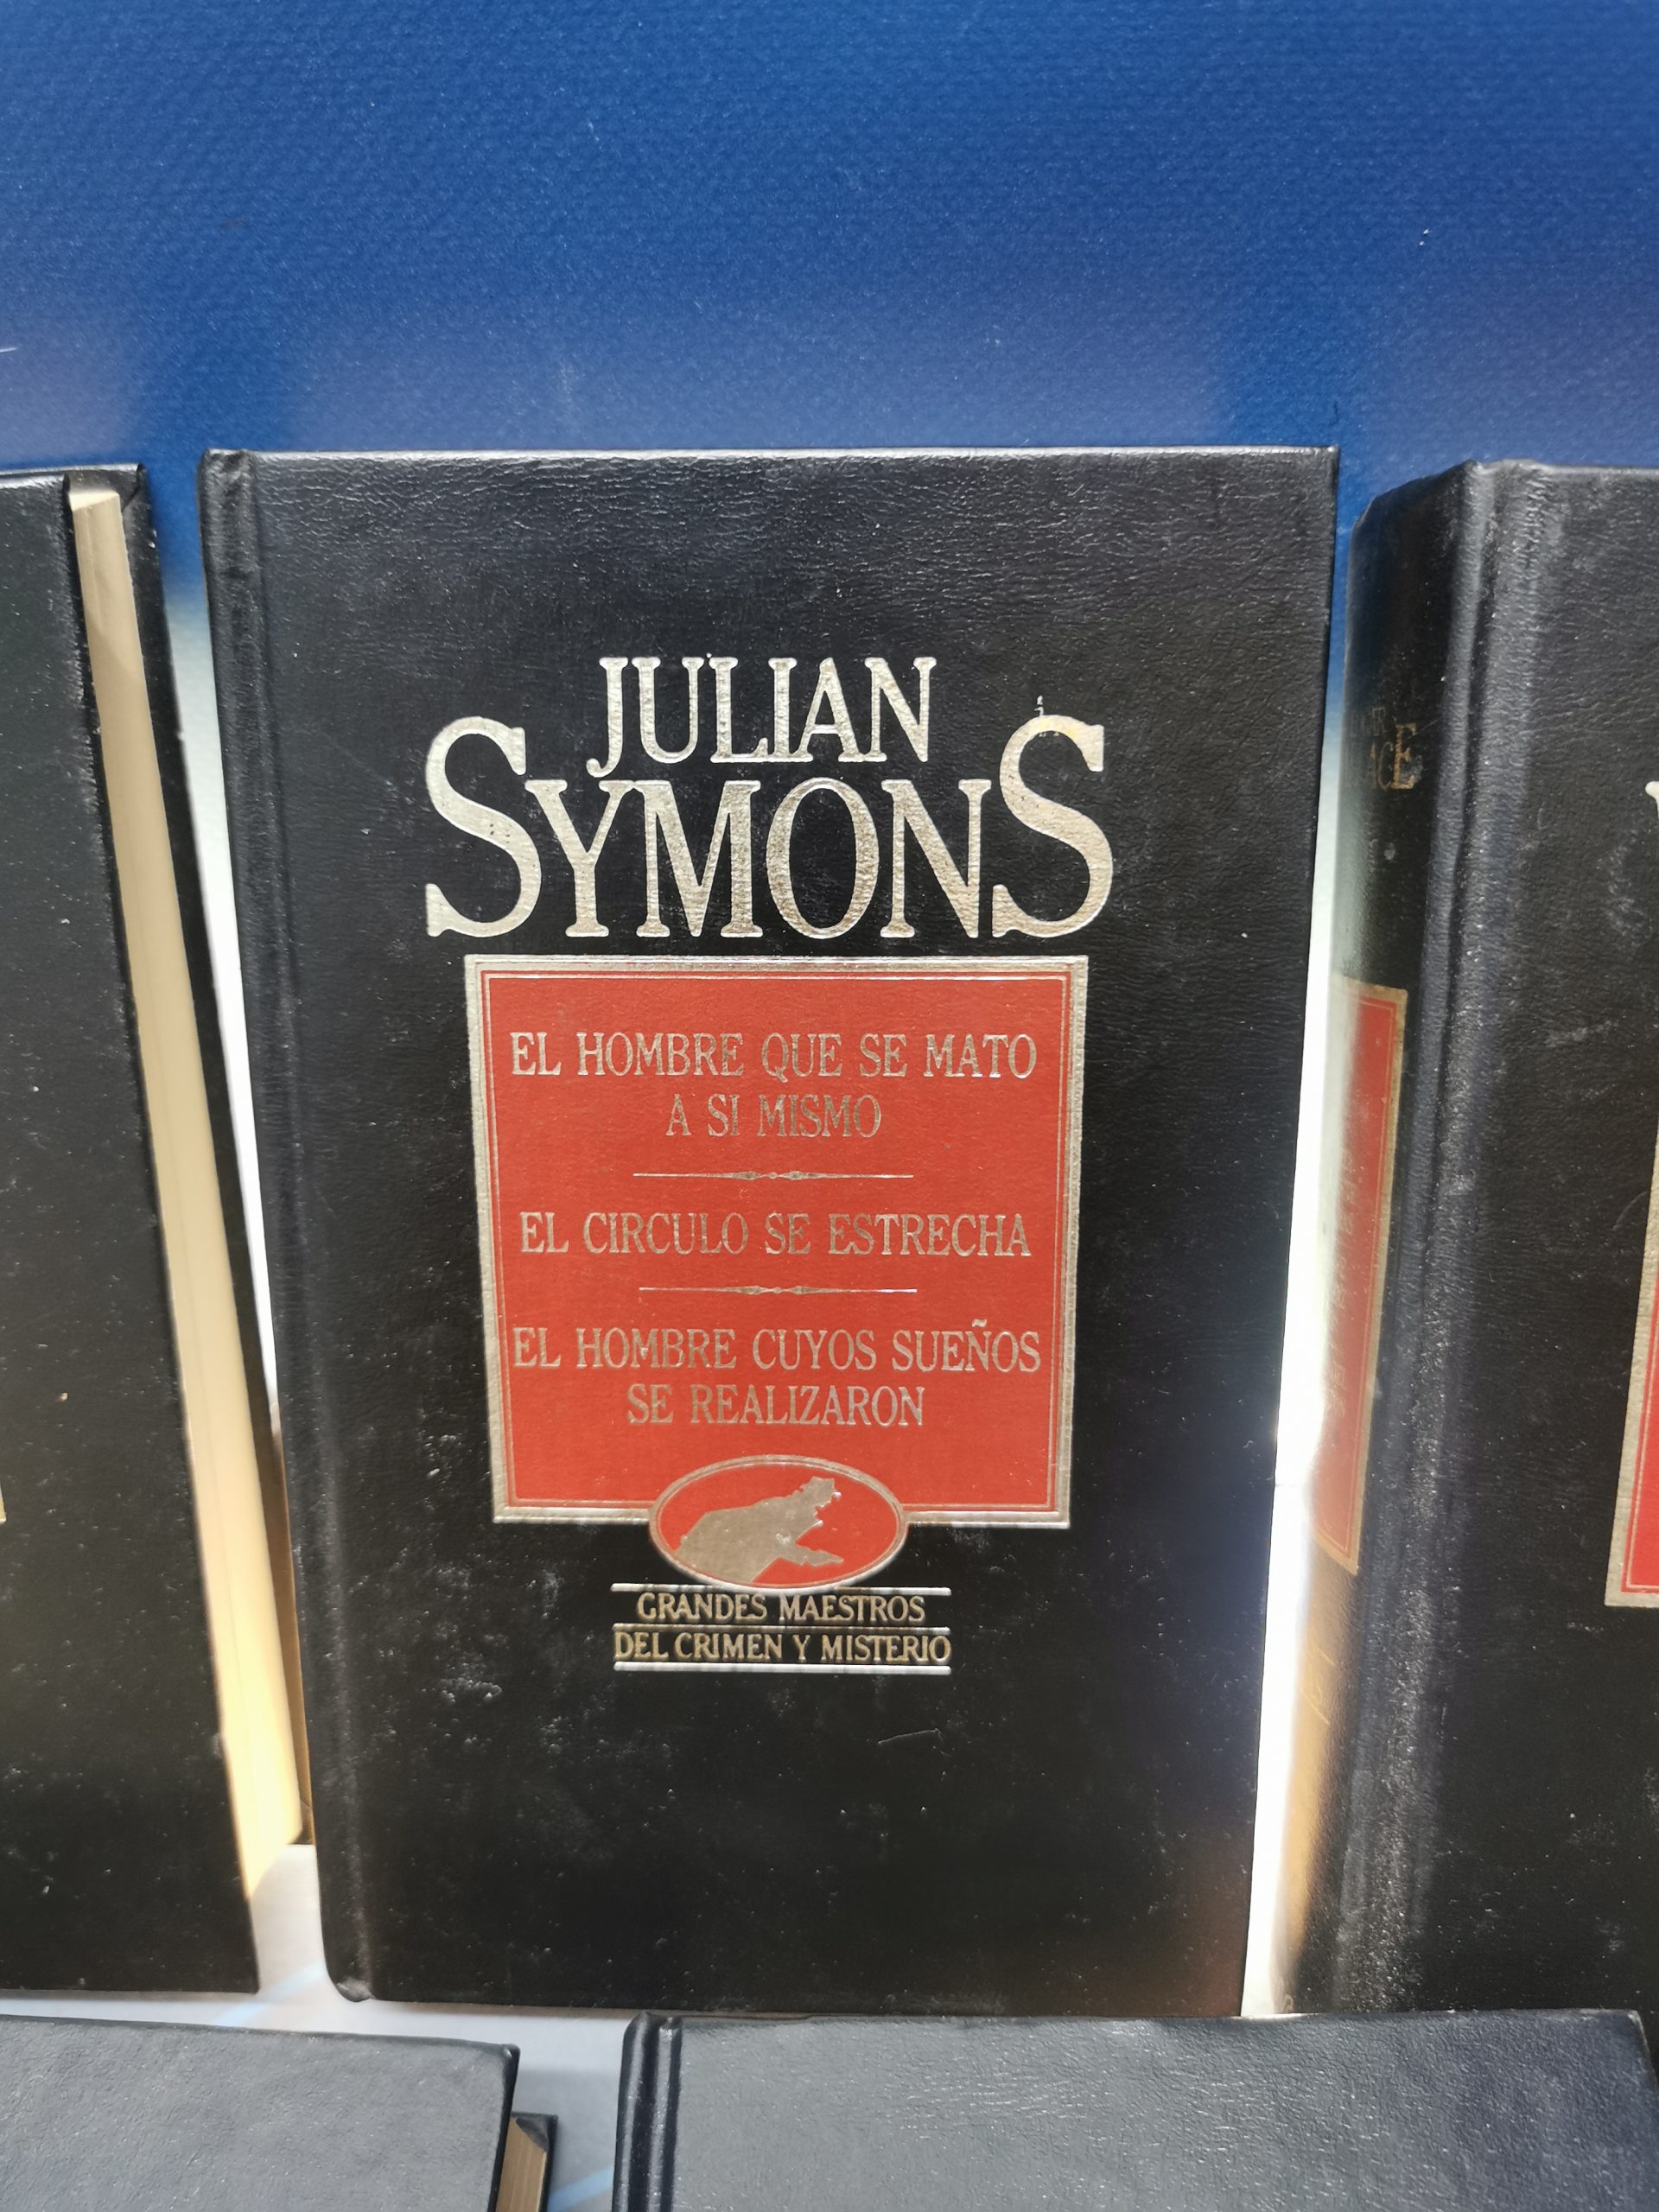 JULIAN
SYMONS
EL HOMBRE QUE SE MATO
A SI MISMO
EL CIRCULO SE ESTRECHA
EL HOMBRE CUYOS SUEÑOS
SE REALIZARON
GRANDES MAESTROS
DEL CRIMEN Y MISTERIO